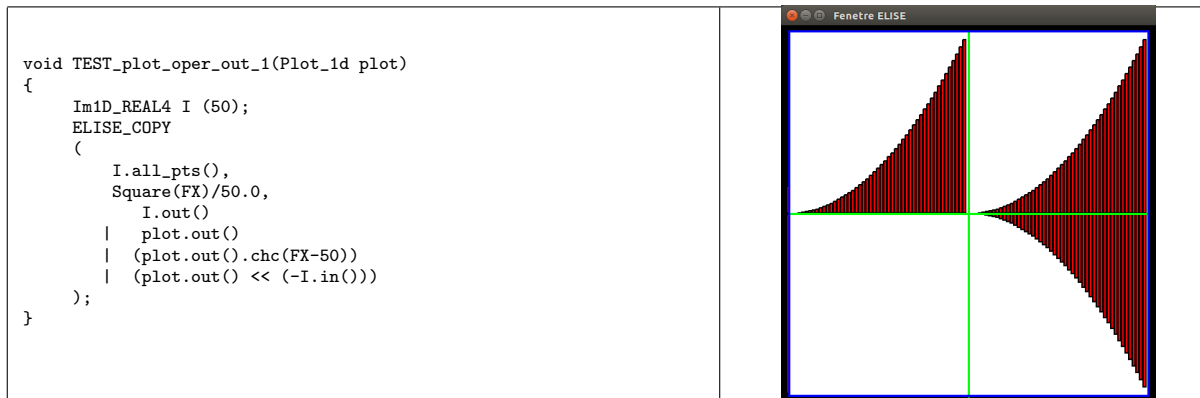 void TEST_plot_oper_out_1(Plot_1d plot)
{
Im1D_REAL4 I (50);
ELISE_COPY
(
I.all_pts(),
Square(FX)/50.0,
I.out()
| plot.out()
| (plot.out().chc(FX-50))
| (plot.out() << (-I.in()))
);
}
Fenetre ELISE